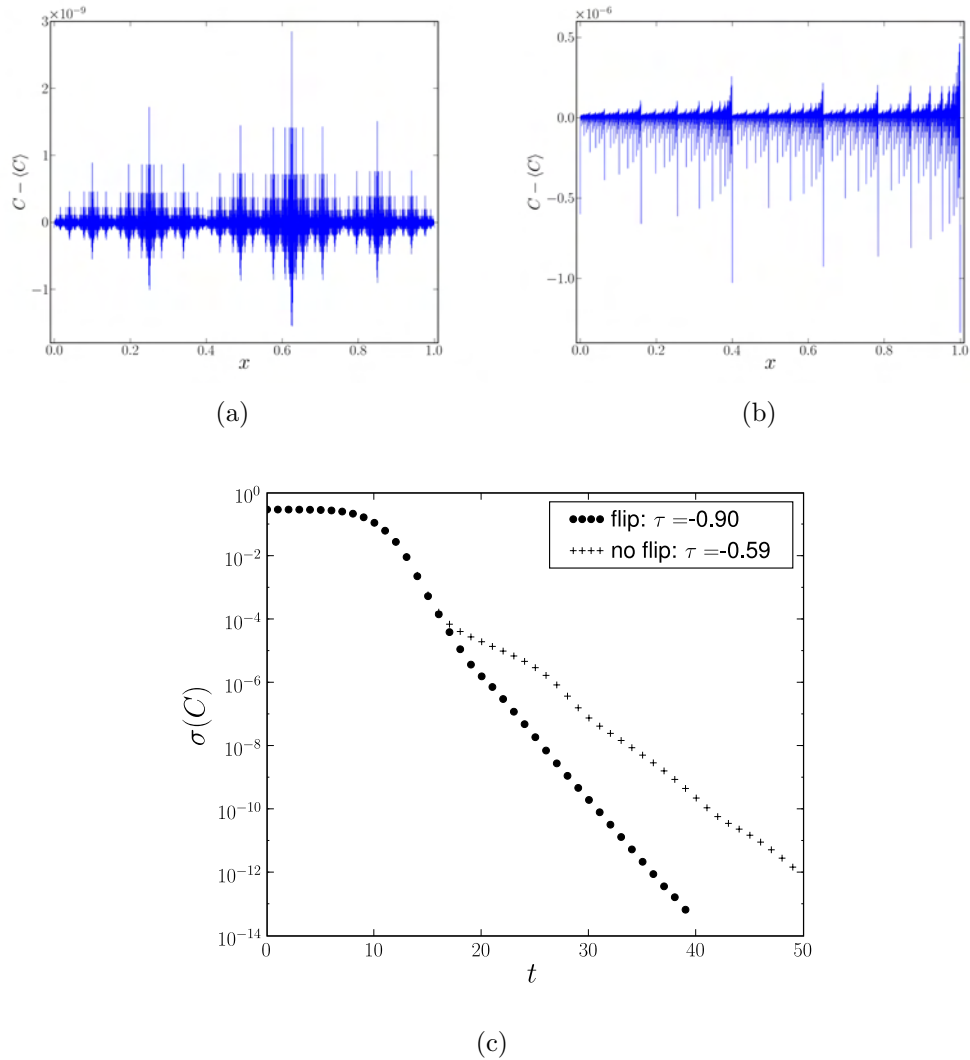 ×10⁻⁹
3
2
1
0
−1
C − ⟨C⟩
0.0 0.2 0.4 0.6 0.8 1.0
x
(a)
×10⁻⁶
0.5
0.0
−0.5
−1.0
C − ⟨C⟩
0.0 0.2 0.4 0.6 0.8 1.0
x
(b)
10⁰
10⁻²
10⁻⁴
10⁻⁶
10⁻⁸
10⁻¹⁰
10⁻¹²
10⁻¹⁴
σ(C)
flip: τ =-0.90
no flip: τ =-0.59
0 10 20 30 40 50
t
(c)